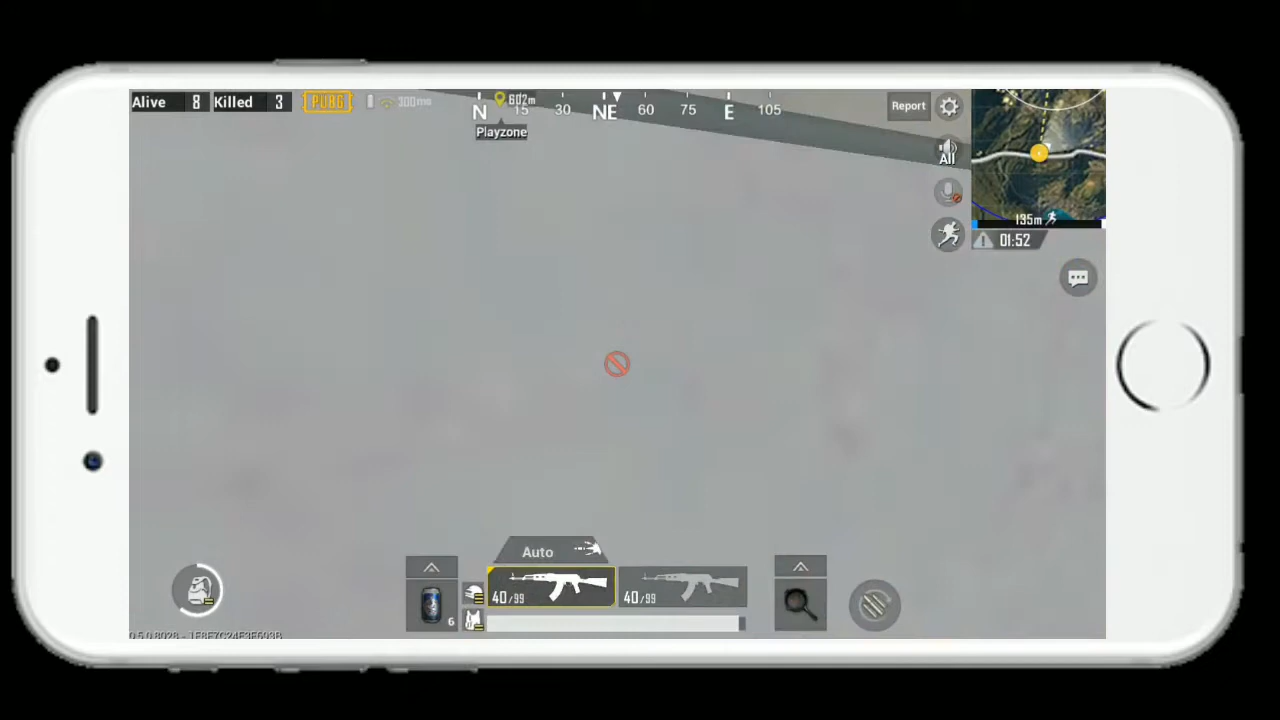 Alive 8 Killed 3 PUBG 300ms
602m
N 15 30 NE 60 75 E 105
Playzone
Report
All
135m
01:52
Auto
40/99
40/99
6